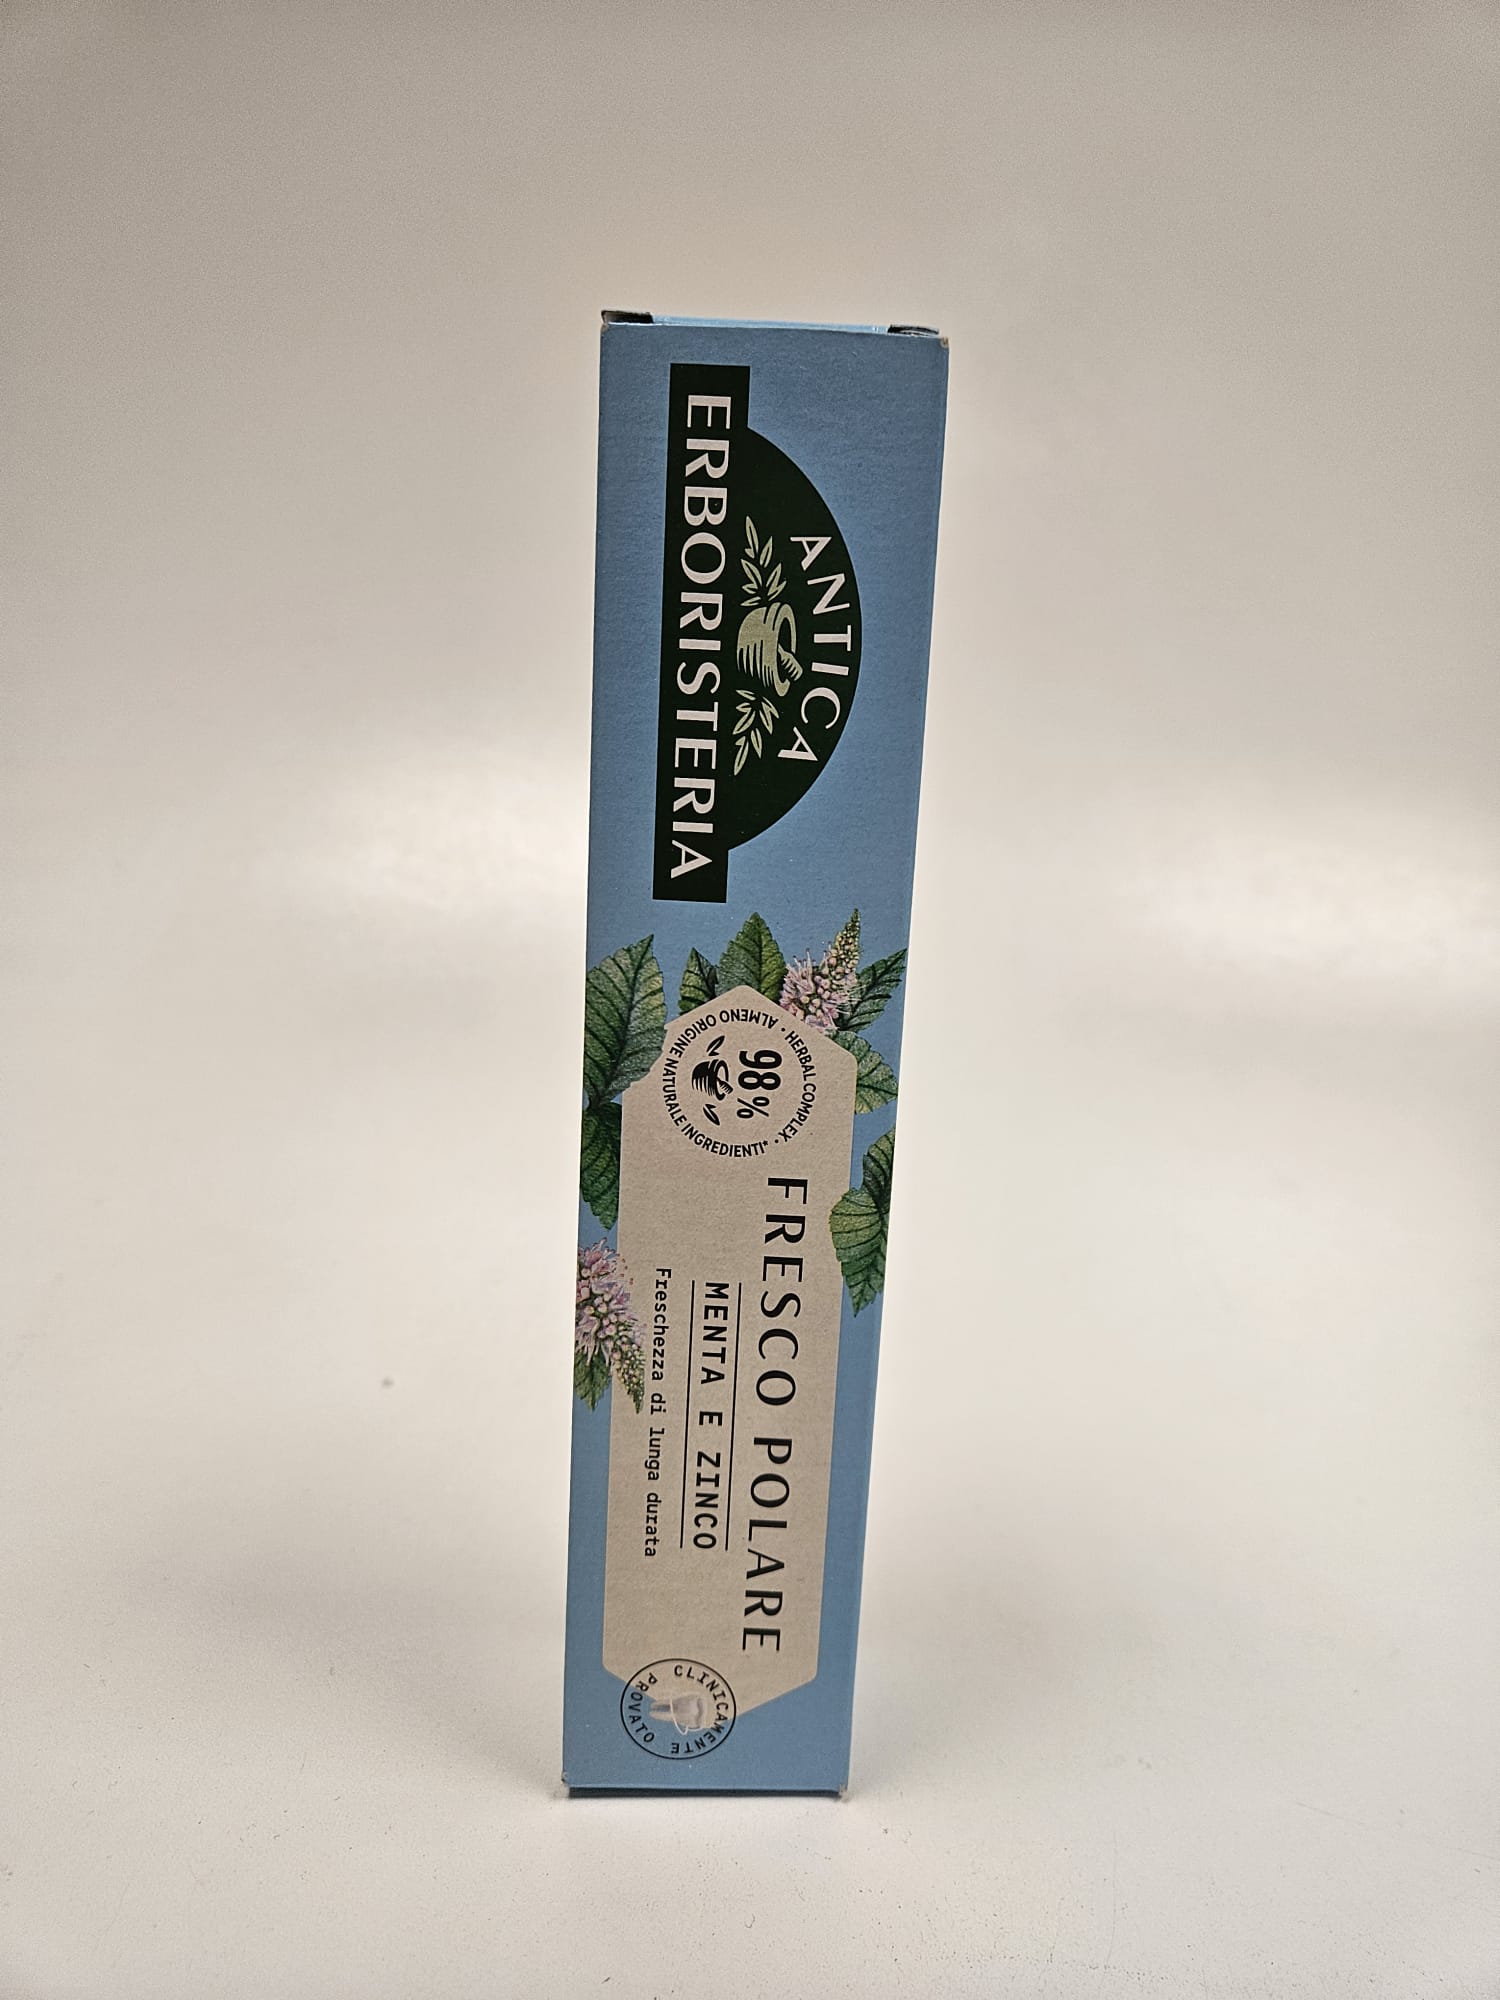 ANTICA
ERBORISTERIA
· HERBAL COMPLEX ·
ALMENO ORIGINE NATURALE INGREDIENTI*
98%
FRESCO POLARE
MENTA E ZINCO
Freschezza di lunga durata
CLINICAMENTE
PROVATO